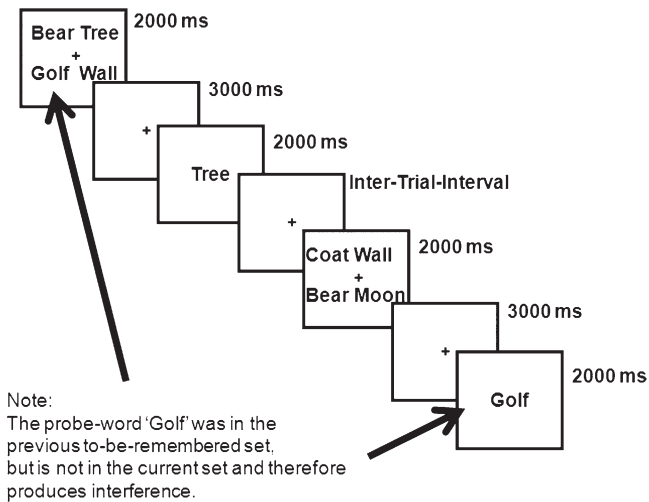 Bear Tree
+
Golf Wall
2000 ms
+
3000 ms
Tree
2000 ms
+
Inter-Trial-Interval
Coat Wall
+
Bear Moon
2000 ms
+
3000 ms
Golf
2000 ms
Note:
The probe-word 'Golf' was in the
previous to-be-remembered set,
but is not in the current set and therefore
produces interference.